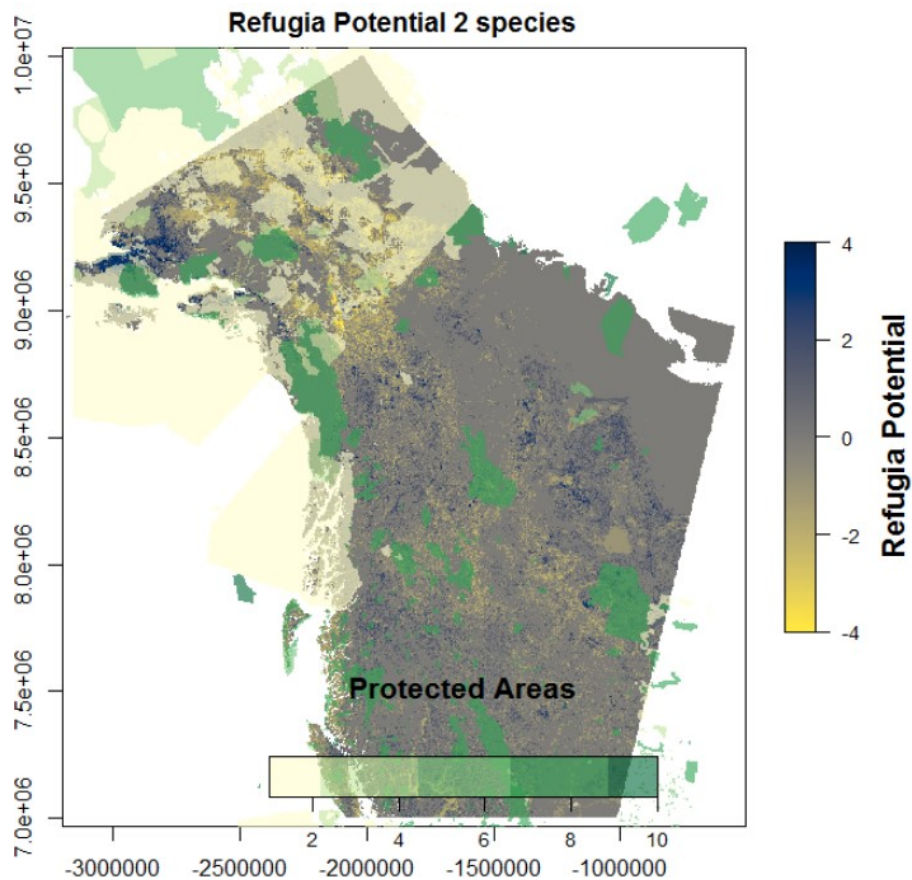 Refugia Potential 2 species
1.0e+07
9.5e+06
9.0e+06
8.5e+06
8.0e+06
7.5e+06
7.0e+06
4
2
0
-2
-4
Refugia Potential
Protected Areas
2 4 6 8 10
-3000000 -2500000 -2000000 -1500000 -1000000